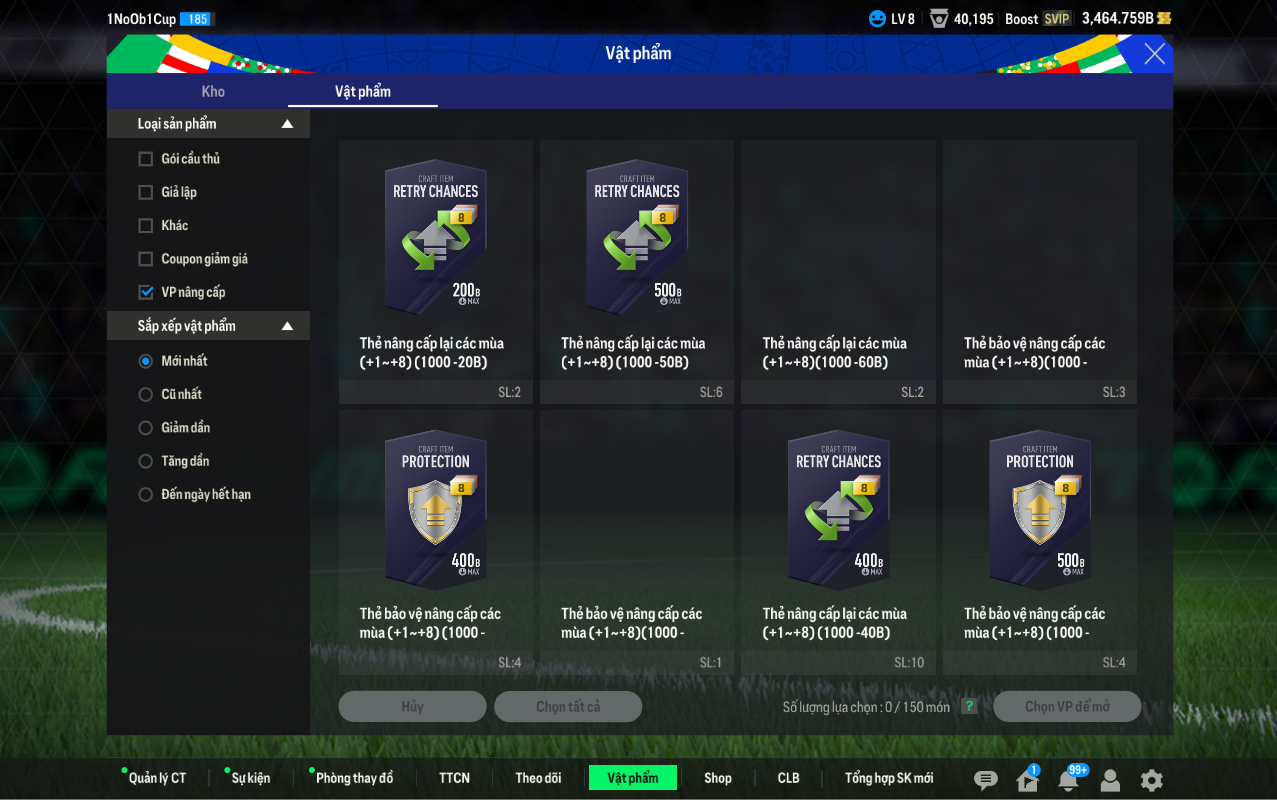 1NoOb1Cup 185
LV 8 40,195 Boost SVIP 3,464.759B
Vật phẩm
Kho Vật phẩm
Loại sản phẩm
Gói cầu thủ
Giả lập
Khác
Coupon giảm giá
VP nâng cấp
Sắp xếp vật phẩm
Mới nhất
Cũ nhất
Giảm dần
Tăng dần
Đến ngày hết hạn
CRAFT ITEM
RETRY CHANCES
8
200B
MAX
Thẻ nâng cấp lại các mùa
(+1~+8) (1000 -20B)
SL:2
CRAFT ITEM
RETRY CHANCES
8
500B
MAX
Thẻ nâng cấp lại các mùa
(+1~+8) (1000 -50B)
SL:6
Thẻ nâng cấp lại các mùa
(+1~+8)(1000 -60B)
SL:2
Thẻ bảo vệ nâng cấp các
mùa (+1~+8)(1000 -
SL:3
CRAFT ITEM
PROTECTION
8
400B
MAX
Thẻ bảo vệ nâng cấp các
mùa (+1~+8) (1000 -
SL:4
Thẻ bảo vệ nâng cấp các
mùa (+1~+8)(1000 -
SL:1
CRAFT ITEM
RETRY CHANCES
8
400B
MAX
Thẻ nâng cấp lại các mùa
(+1~+8) (1000 -40B)
SL:10
CRAFT ITEM
PROTECTION
8
500B
MAX
Thẻ bảo vệ nâng cấp các
mùa (+1~+8) (1000 -
SL:4
Hủy Chọn tất cả Số lượng lựa chọn : 0 / 150 món ? Chọn VP để mở
Quản lý CT Sự kiện Phòng thay đồ TTCN Theo dõi Vật phẩm Shop CLB Tổng hợp SK mới 1 99+